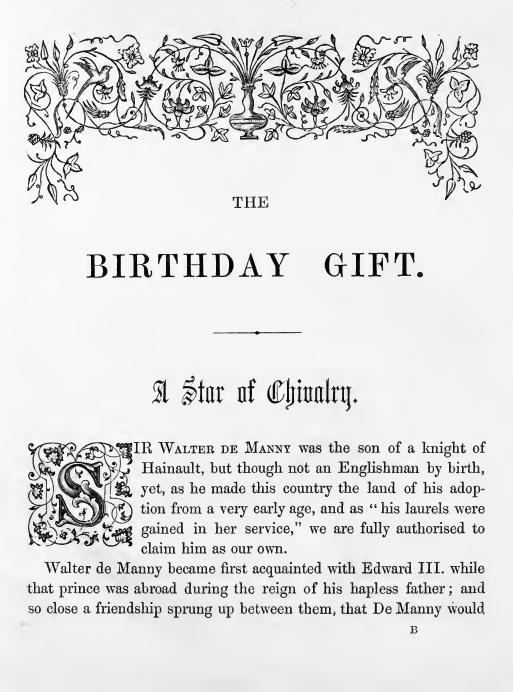 THE
BIRTHDAY GIFT.
A Star of Chivalry.
SIR WALTER DE MANNY was the son of a knight of
Hainault, but though not an Englishman by birth,
yet, as he made this country the land of his adop-
tion from a very early age, and as “ his laurels were
gained in her service,” we are fully authorised to
claim him as our own.
Walter de Manny became first acquainted with Edward III. while
that prince was abroad during the reign of his hapless father; and
so close a friendship sprung up between them, that De Manny would
B